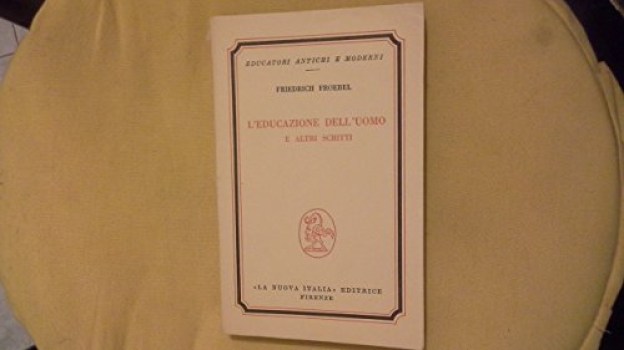 EDUCATORI ANTICHI E MODERNI
FRIEDRICH FROEBEL
L'EDUCAZIONE DELL'UOMO
E ALTRI SCRITTI
«LA NUOVA ITALIA» EDITRICE
FIRENZE